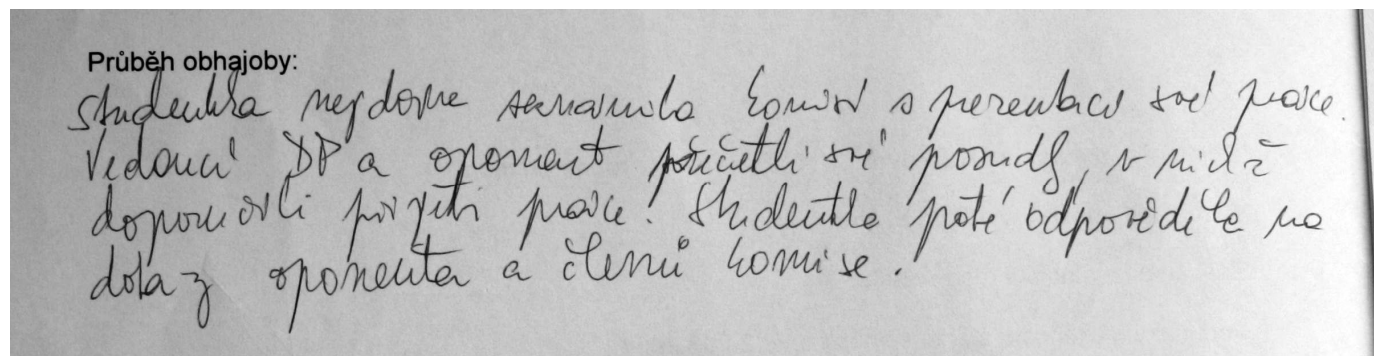 Průběh obhajoby:
Studentka nejdříve seznámila komisi s prezentací své práce.
Vedoucí DP a oponent přečetli své posudky, v nichž
doporučili přijetí práce. Studentka poté odpověděla na
dotaz oponenta a členů komise.